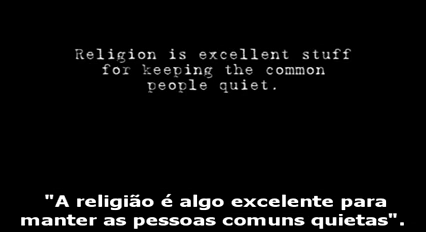 Religion is excellent stuff
for keeping the common
people quiet.
"A religião é algo excelente para
manter as pessoas comuns quietas".